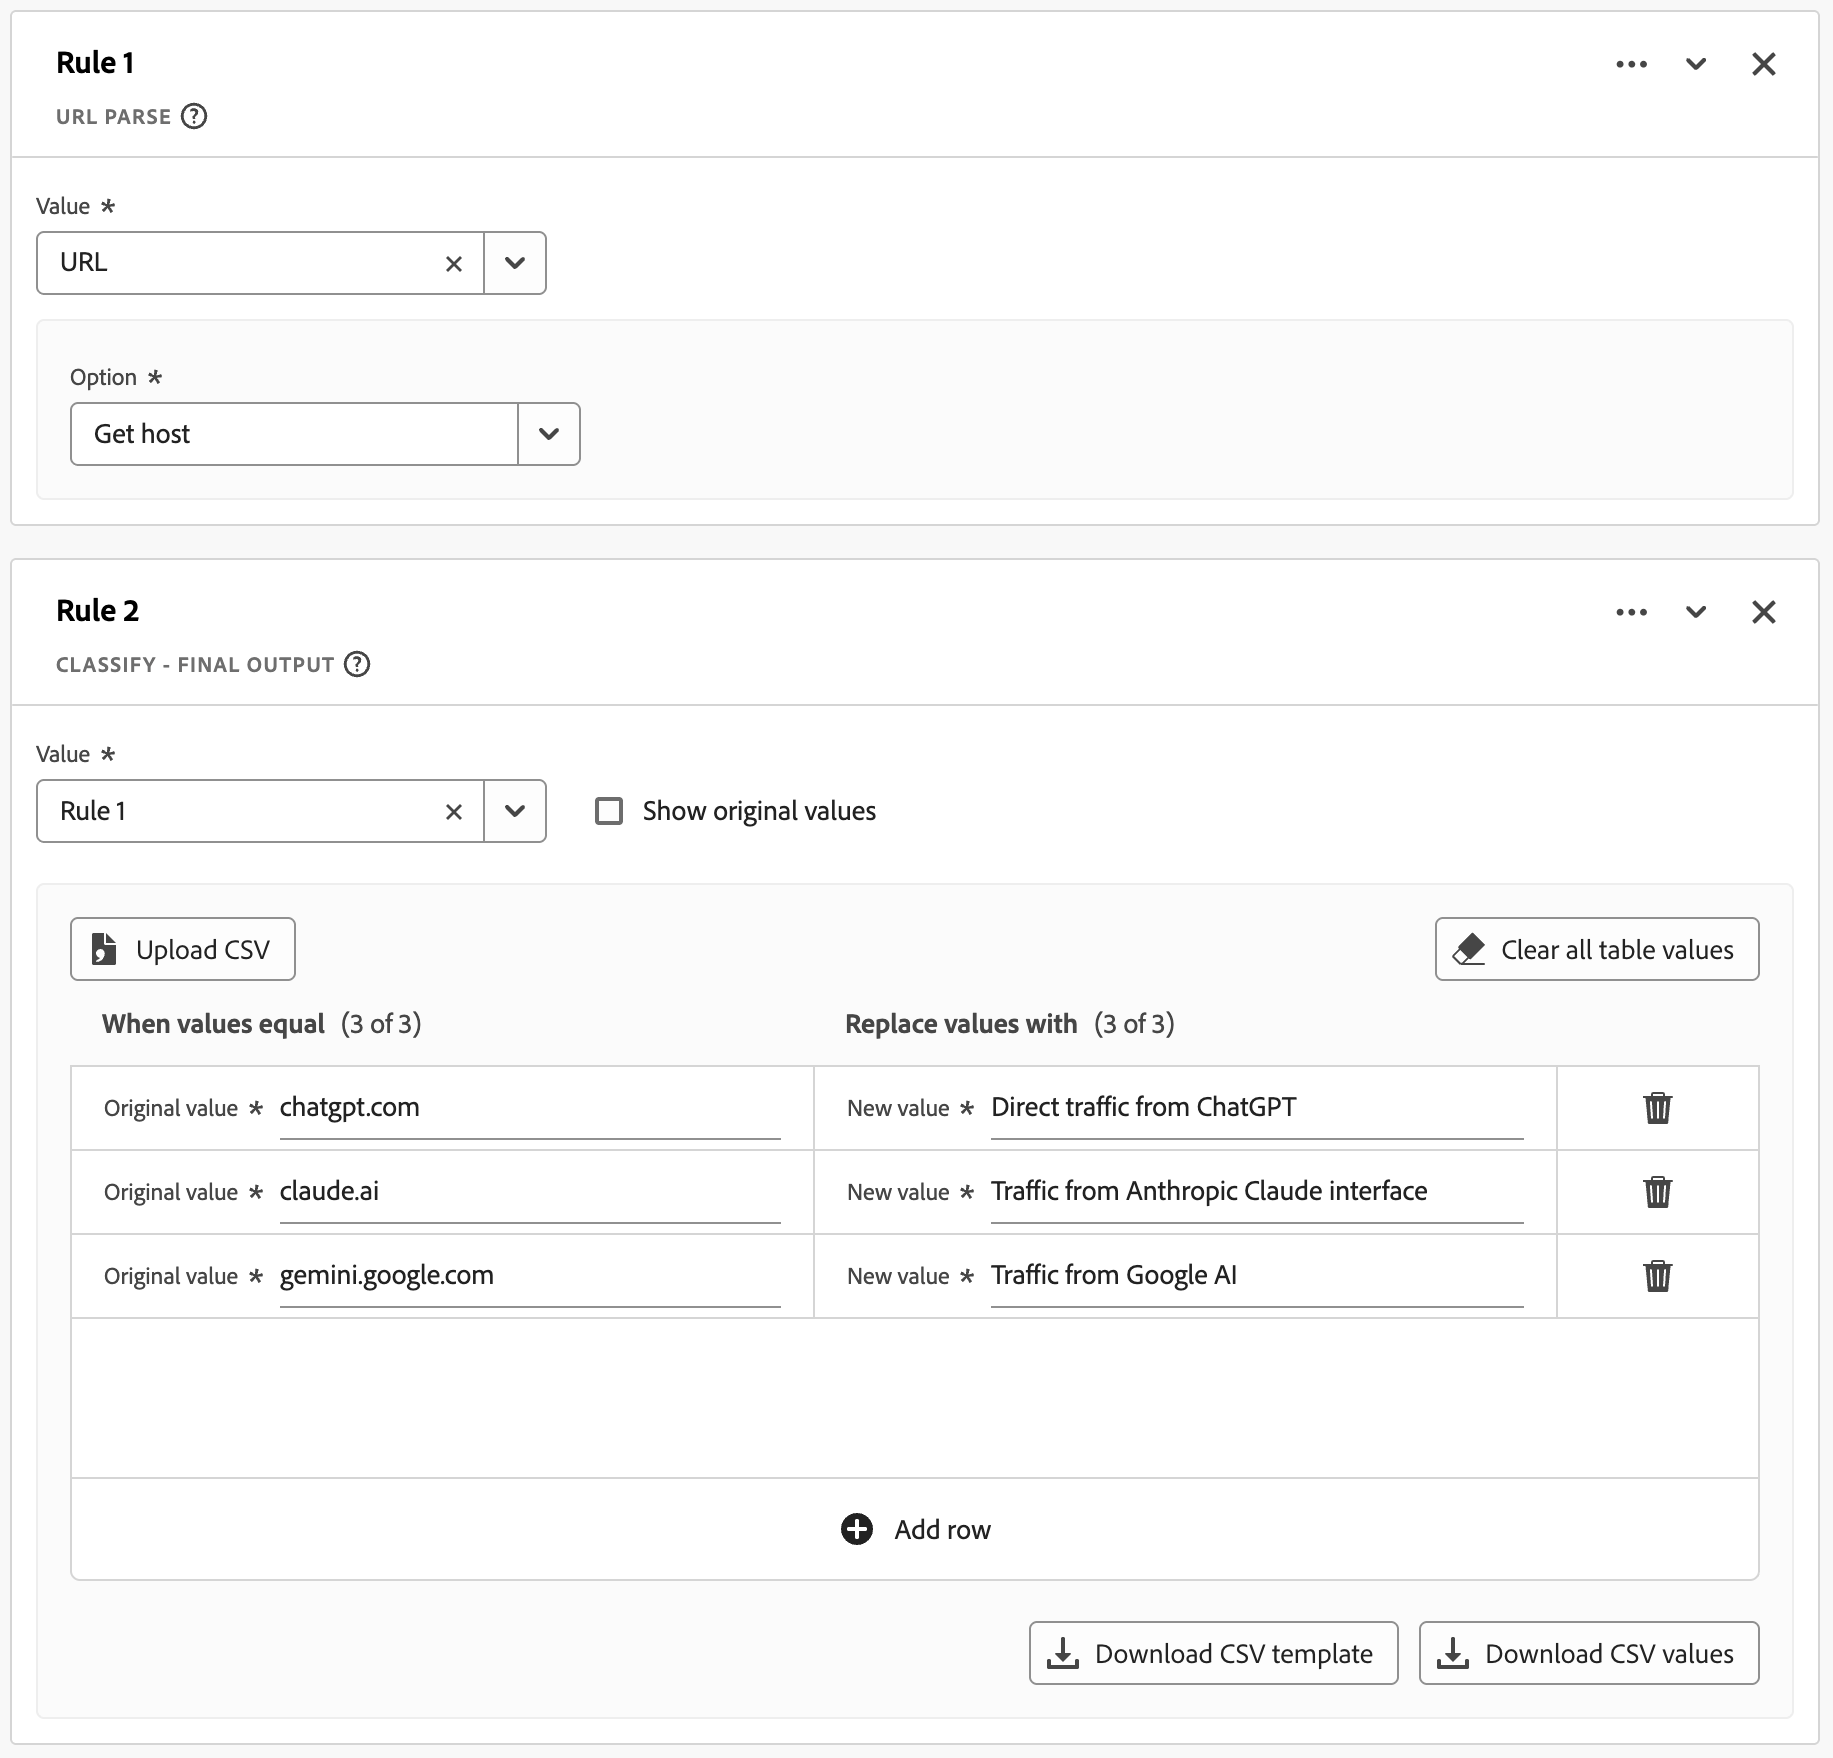 Rule 1
URL PARSE
Value *
URL
Option *
Get host
Rule 2
CLASSIFY - FINAL OUTPUT
Value *
Rule 1
Show original values
Upload CSV
Clear all table values
When values equal (3 of 3) Replace values with (3 of 3)
Original value * chatgpt.com New value * Direct traffic from ChatGPT
Original value * claude.ai New value * Traffic from Anthropic Claude interface
Original value * gemini.google.com New value * Traffic from Google AI
Add row
Download CSV template Download CSV values